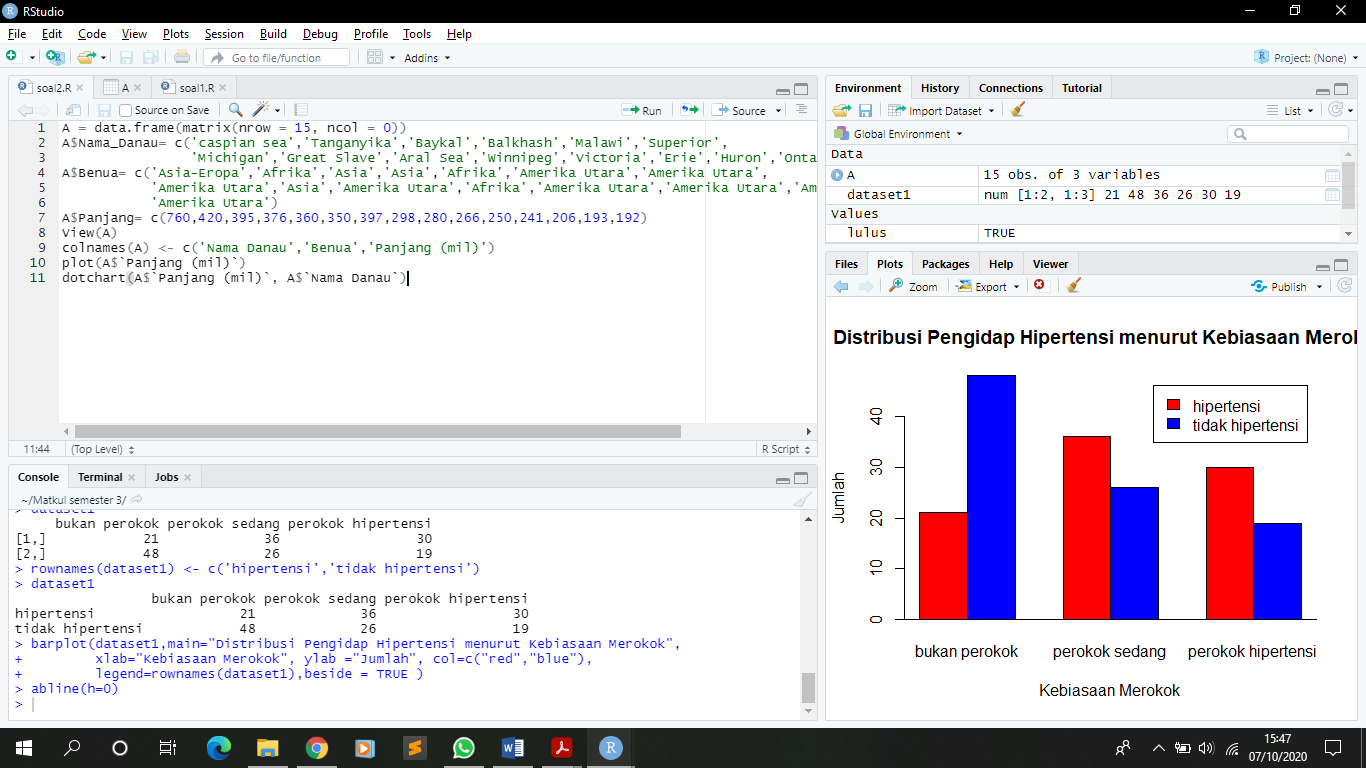 RStudio
File Edit Code View Plots Session Build Debug Profile Tools Help
Go to file/function Addins Project: (None)
soal2.R A soal1.R
Source on Save Run Source
1 A = data.frame(matrix(nrow = 15, ncol = 0))
2 A$Nama_Danau= c('caspian sea','Tanganyika','Baykal','Balkhash','Malawi','Superior',
3 'Michigan','Great Slave','Aral Sea','Winnipeg','Victoria','Erie','Huron','Onta
4 A$Benua= c('Asia-Eropa','Afrika','Asia','Asia','Afrika','Amerika Utara','Amerika Utara',
5 'Amerika Utara','Asia','Amerika Utara','Afrika','Amerika Utara','Amerika Utara','Am
6 'Amerika Utara')
7 A$Panjang= c(760,420,395,376,360,350,397,298,280,266,250,241,206,193,192)
8 View(A)
9 colnames(A) <- c('Nama Danau','Benua','Panjang (mil)')
10 plot(A$`Panjang (mil)`)
11 dotchart(A$`Panjang (mil)`, A$`Nama Danau`)
11:44 (Top Level) R Script
Console Terminal Jobs
~/Matkul semester 3/
> dataset1
bukan perokok perokok sedang perokok hipertensi
[1,] 21 36 30
[2,] 48 26 19
> rownames(dataset1) <- c('hipertensi','tidak hipertensi')
> dataset1
bukan perokok perokok sedang perokok hipertensi
hipertensi 21 36 30
tidak hipertensi 48 26 19
> barplot(dataset1,main="Distribusi Pengidap Hipertensi menurut Kebiasaan Merokok",
+ xlab="Kebiasaan Merokok", ylab ="Jumlah", col=c("red","blue"),
+ legend=rownames(dataset1),beside = TRUE )
> abline(h=0)
>
Environment History Connections Tutorial
Import Dataset List
Global Environment
Data
A 15 obs. of 3 variables
dataset1 num [1:2, 1:3] 21 48 36 26 30 19
Values
lulus TRUE
Files Plots Packages Help Viewer
Zoom Export Publish
Distribusi Pengidap Hipertensi menurut Kebiasaan Merok
hipertensi
tidak hipertensi
Jumlah
40
30
20
10
0
bukan perokok perokok sedang perokok hipertensi
Kebiasaan Merokok
15:47
07/10/2020